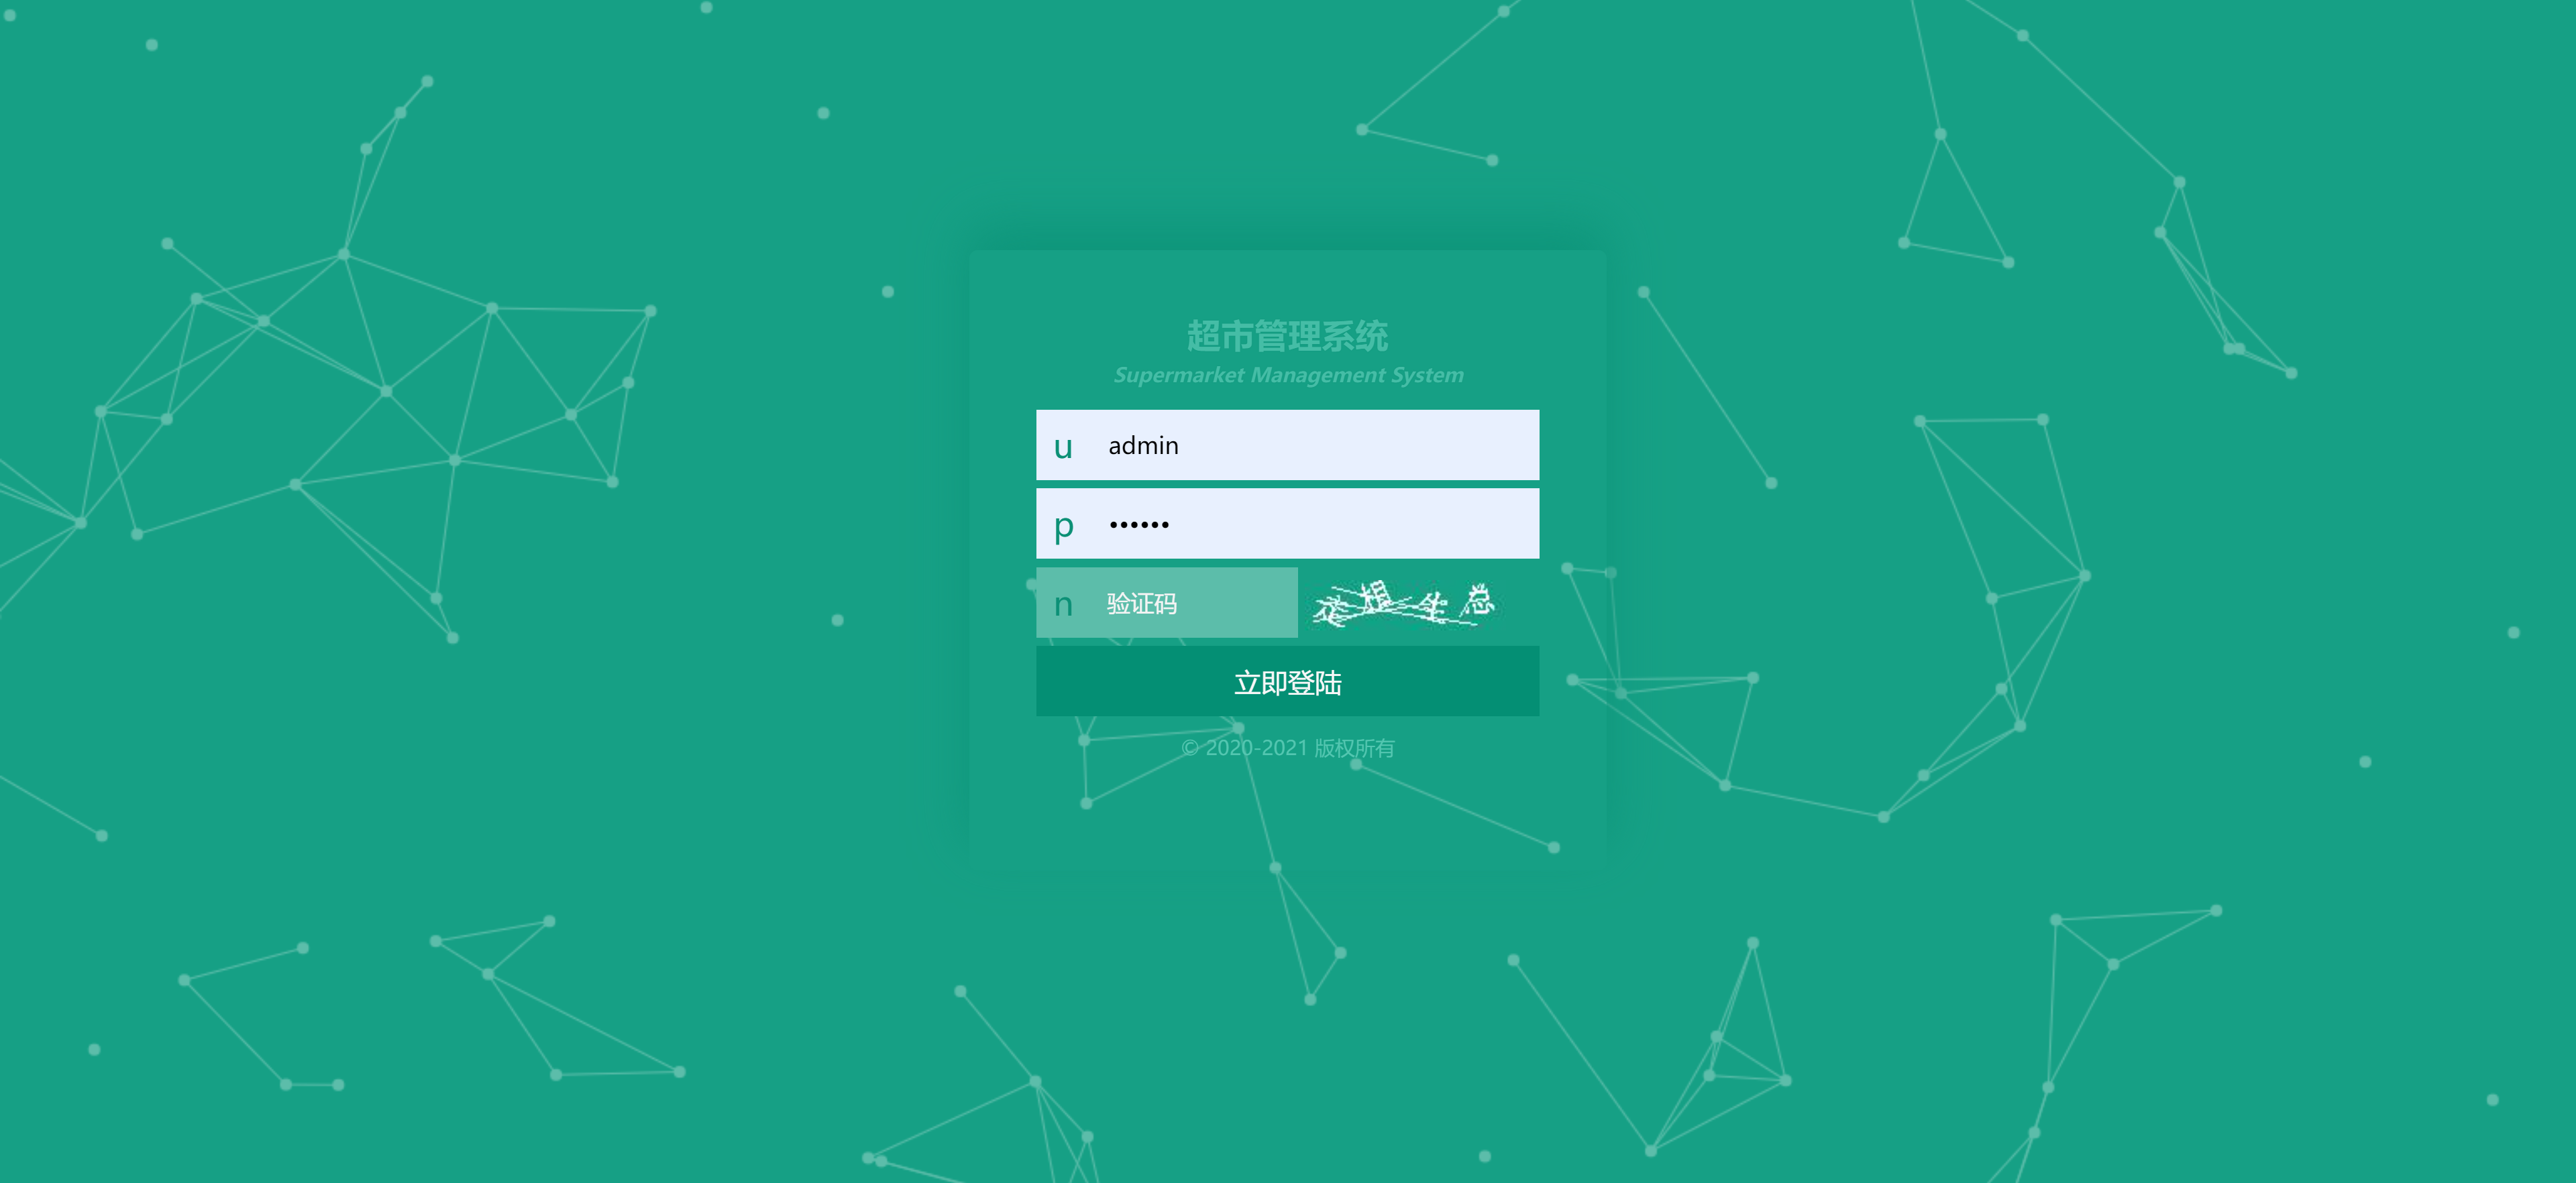 超市管理系统
Supermarket Management System
u admin
p ••••••
n 验证码
立即登陆
© 2020-2021 版权所有